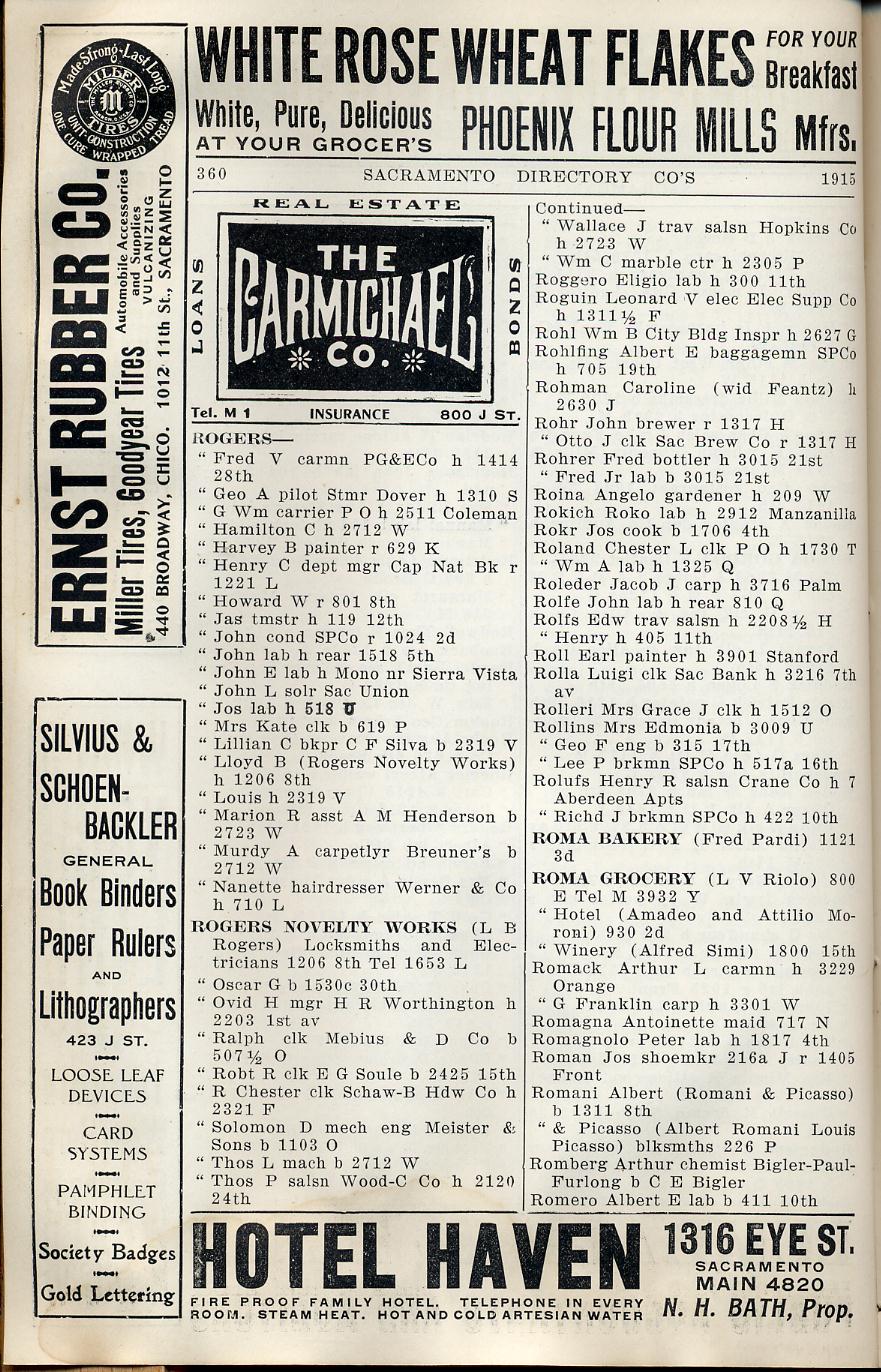 WHITE ROSE WHEAT FLAKES FOR YOUR Breakfast
White, Pure, Delicious
AT YOUR GROCER'S
PHOENIX FLOUR MILLS Mfrs.
Made Strong-Last Long
MILLER
M
TIRES
UNIT-CONSTRUCTION
ONE CURE WRAPPED TREAD
ERNST RUBBER CO.
Automobile Accessories
and Supplies
VULCANIZING
Miller Tires, Goodyear Tires
440 BROADWAY, CHICO. 1012 11th St., SACRAMENTO
SILVIUS &
SCHOEN-
BACKLER
GENERAL
Book Binders
Paper Rulers
AND
Lithographers
423 J ST.
LOOSE LEAF
DEVICES
CARD
SYSTEMS
PAMPHLET
BINDING
Society Badges
Gold Lettering
360 SACRAMENTO DIRECTORY CO'S 1915
REAL ESTATE
LOANS
THE
CARMICHAEL
CO.
BONDS
Tel. M 1 INSURANCE 800 J ST.
ROGERS—
" Fred V carmn PG&ECo h 1414
28th
" Geo A pilot Stmr Dover h 1310 S
" G Wm carrier P O h 2511 Coleman
" Hamilton C h 2712 W
" Harvey B painter r 629 K
" Henry C dept mgr Cap Nat Bk r
1221 L
" Howard W r 801 8th
" Jas tmstr h 119 12th
" John cond SPCo r 1024 2d
" John lab h rear 1518 5th
" John E lab h Mono nr Sierra Vista
" John L solr Sac Union
" Jos lab h 518 U
" Mrs Kate clk b 619 P
" Lillian C bkpr C F Silva b 2319 V
" Lloyd B (Rogers Novelty Works)
h 1206 8th
" Louis h 2319 V
" Marion R asst A M Henderson b
2723 W
" Murdy A carpetlyr Breuner's b
2712 W
" Nanette hairdresser Werner & Co
h 710 L
ROGERS NOVELTY WORKS (L B
Rogers) Locksmiths and Elec-
tricians 1206 8th Tel 1653 L
" Oscar G b 1530c 30th
" Ovid H mgr H R Worthington h
2203 1st av
" Ralph clk Mebius & D Co b
507½ O
" Robt R clk E G Soule b 2425 15th
" R Chester clk Schaw-B Hdw Co h
2321 F
" Solomon D mech eng Meister &
Sons b 1103 O
" Thos L mach b 2712 W
" Thos P salsn Wood-C Co h 2120
24th
Continued—
" Wallace J trav salsn Hopkins Co
h 2723 W
" Wm C marble ctr h 2305 P
Roggero Eligio lab h 300 11th
Roguin Leonard V elec Elec Supp Co
h 1311½ F
Rohl Wm B City Bldg Inspr h 2627 G
Rohlfing Albert E baggagemn SPCo
h 705 19th
Rohman Caroline (wid Feantz) h
2630 J
Rohr John brewer r 1317 H
" Otto J clk Sac Brew Co r 1317 H
Rohrer Fred bottler h 3015 21st
" Fred Jr lab b 3015 21st
Roina Angelo gardener h 209 W
Rokich Roko lab h 2912 Manzanilla
Rokr Jos cook b 1706 4th
Roland Chester L clk P O h 1730 T
" Wm A lab h 1325 Q
Roleder Jacob J carp h 3716 Palm
Rolfe John lab h rear 810 Q
Rolfs Edw trav salsn h 2208½ H
" Henry h 405 11th
Roll Earl painter h 3901 Stanford
Rolla Luigi clk Sac Bank h 3216 7th
av
Rolleri Mrs Grace J clk h 1512 O
Rollins Mrs Edmonia b 3009 U
" Geo F eng b 315 17th
" Lee P brkmn SPCo h 517a 16th
Rolufs Henry R salsn Crane Co h 7
Aberdeen Apts
" Richd J brkmn SPCo h 422 10th
ROMA BAKERY (Fred Pardi) 1121
3d
ROMA GROCERY (L V Riolo) 800
E Tel M 3932 Y
" Hotel (Amadeo and Attilio Mo-
roni) 930 2d
" Winery (Alfred Simi) 1800 15th
Romack Arthur L carmn h 3229
Orange
" G Franklin carp h 3301 W
Romagna Antoinette maid 717 N
Romagnolo Peter lab h 1817 4th
Roman Jos shoemkr 216a J r 1405
Front
Romani Albert (Romani & Picasso)
b 1311 8th
" & Picasso (Albert Romani Louis
Picasso) blksmths 226 P
Romberg Arthur chemist Bigler-Paul-
Furlong b C E Bigler
Romero Albert E lab b 411 10th
HOTEL HAVEN
FIRE PROOF FAMILY HOTEL. TELEPHONE IN EVERY
ROOM. STEAM HEAT. HOT AND COLD ARTESIAN WATER
1316 EYE ST.
SACRAMENTO
MAIN 4820
N. H. BATH, Prop.